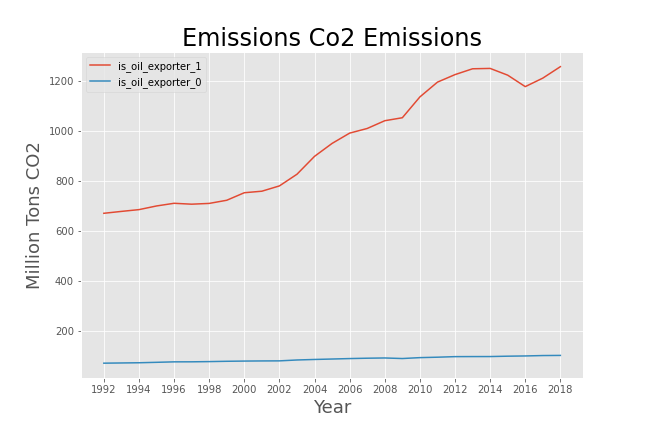 Emissions Co2 Emissions
is_oil_exporter_1
is_oil_exporter_0
Million Tons CO2
1200
1000
800
600
400
200
1992 1994 1996 1998 2000 2002 2004 2006 2008 2010 2012 2014 2016 2018
Year